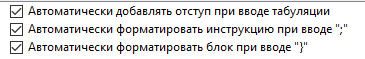 Автоматически добавлять отступ при вводе табуляции
Автоматически форматировать инструкцию при вводе ";"
Автоматически форматировать блок при вводе "}"